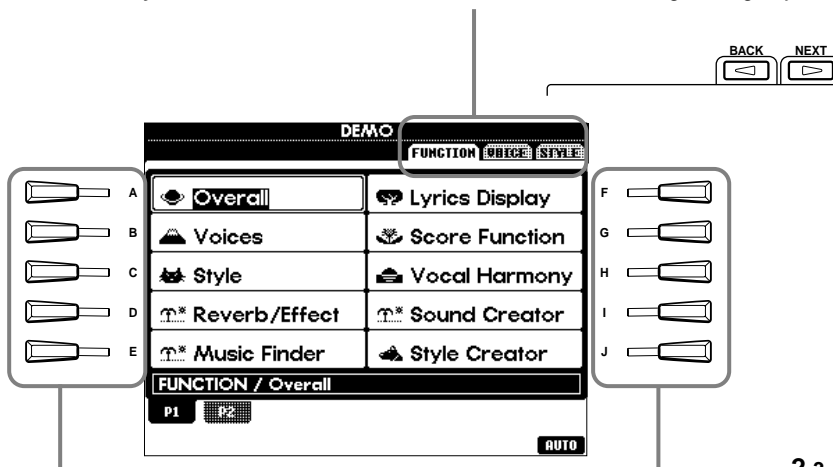 BACK NEXT
DEMO
FUNCTION VOICE STYLE
A Overall Lyrics Display F
B Voices Score Function G
C Style Vocal Harmony H
D Reverb/Effect Sound Creator I
E Music Finder Style Creator J
FUNCTION / Overall
P1 P2
AUTO